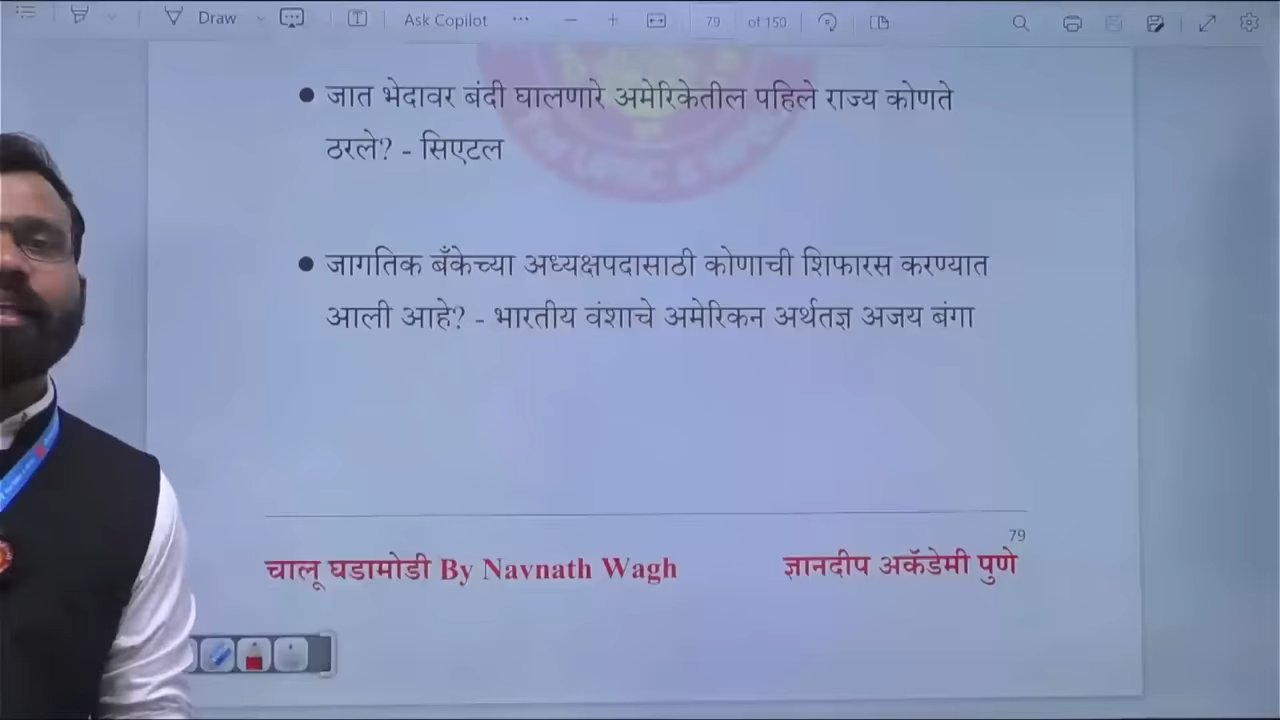 Draw
Ask Copilot
79 of 150
जात भेदावर बंदी घालणारे अमेरिकेतील पहिले राज्य कोणते
ठरले? - सिएटल
जागतिक बँकेच्या अध्यक्षपदासाठी कोणाची शिफारस करण्यात
आली आहे? - भारतीय वंशाचे अमेरिकन अर्थतज्ञ अजय बंगा
79
चालू घडामोडी By Navnath Wagh
ज्ञानदीप अकॅडेमी पुणे